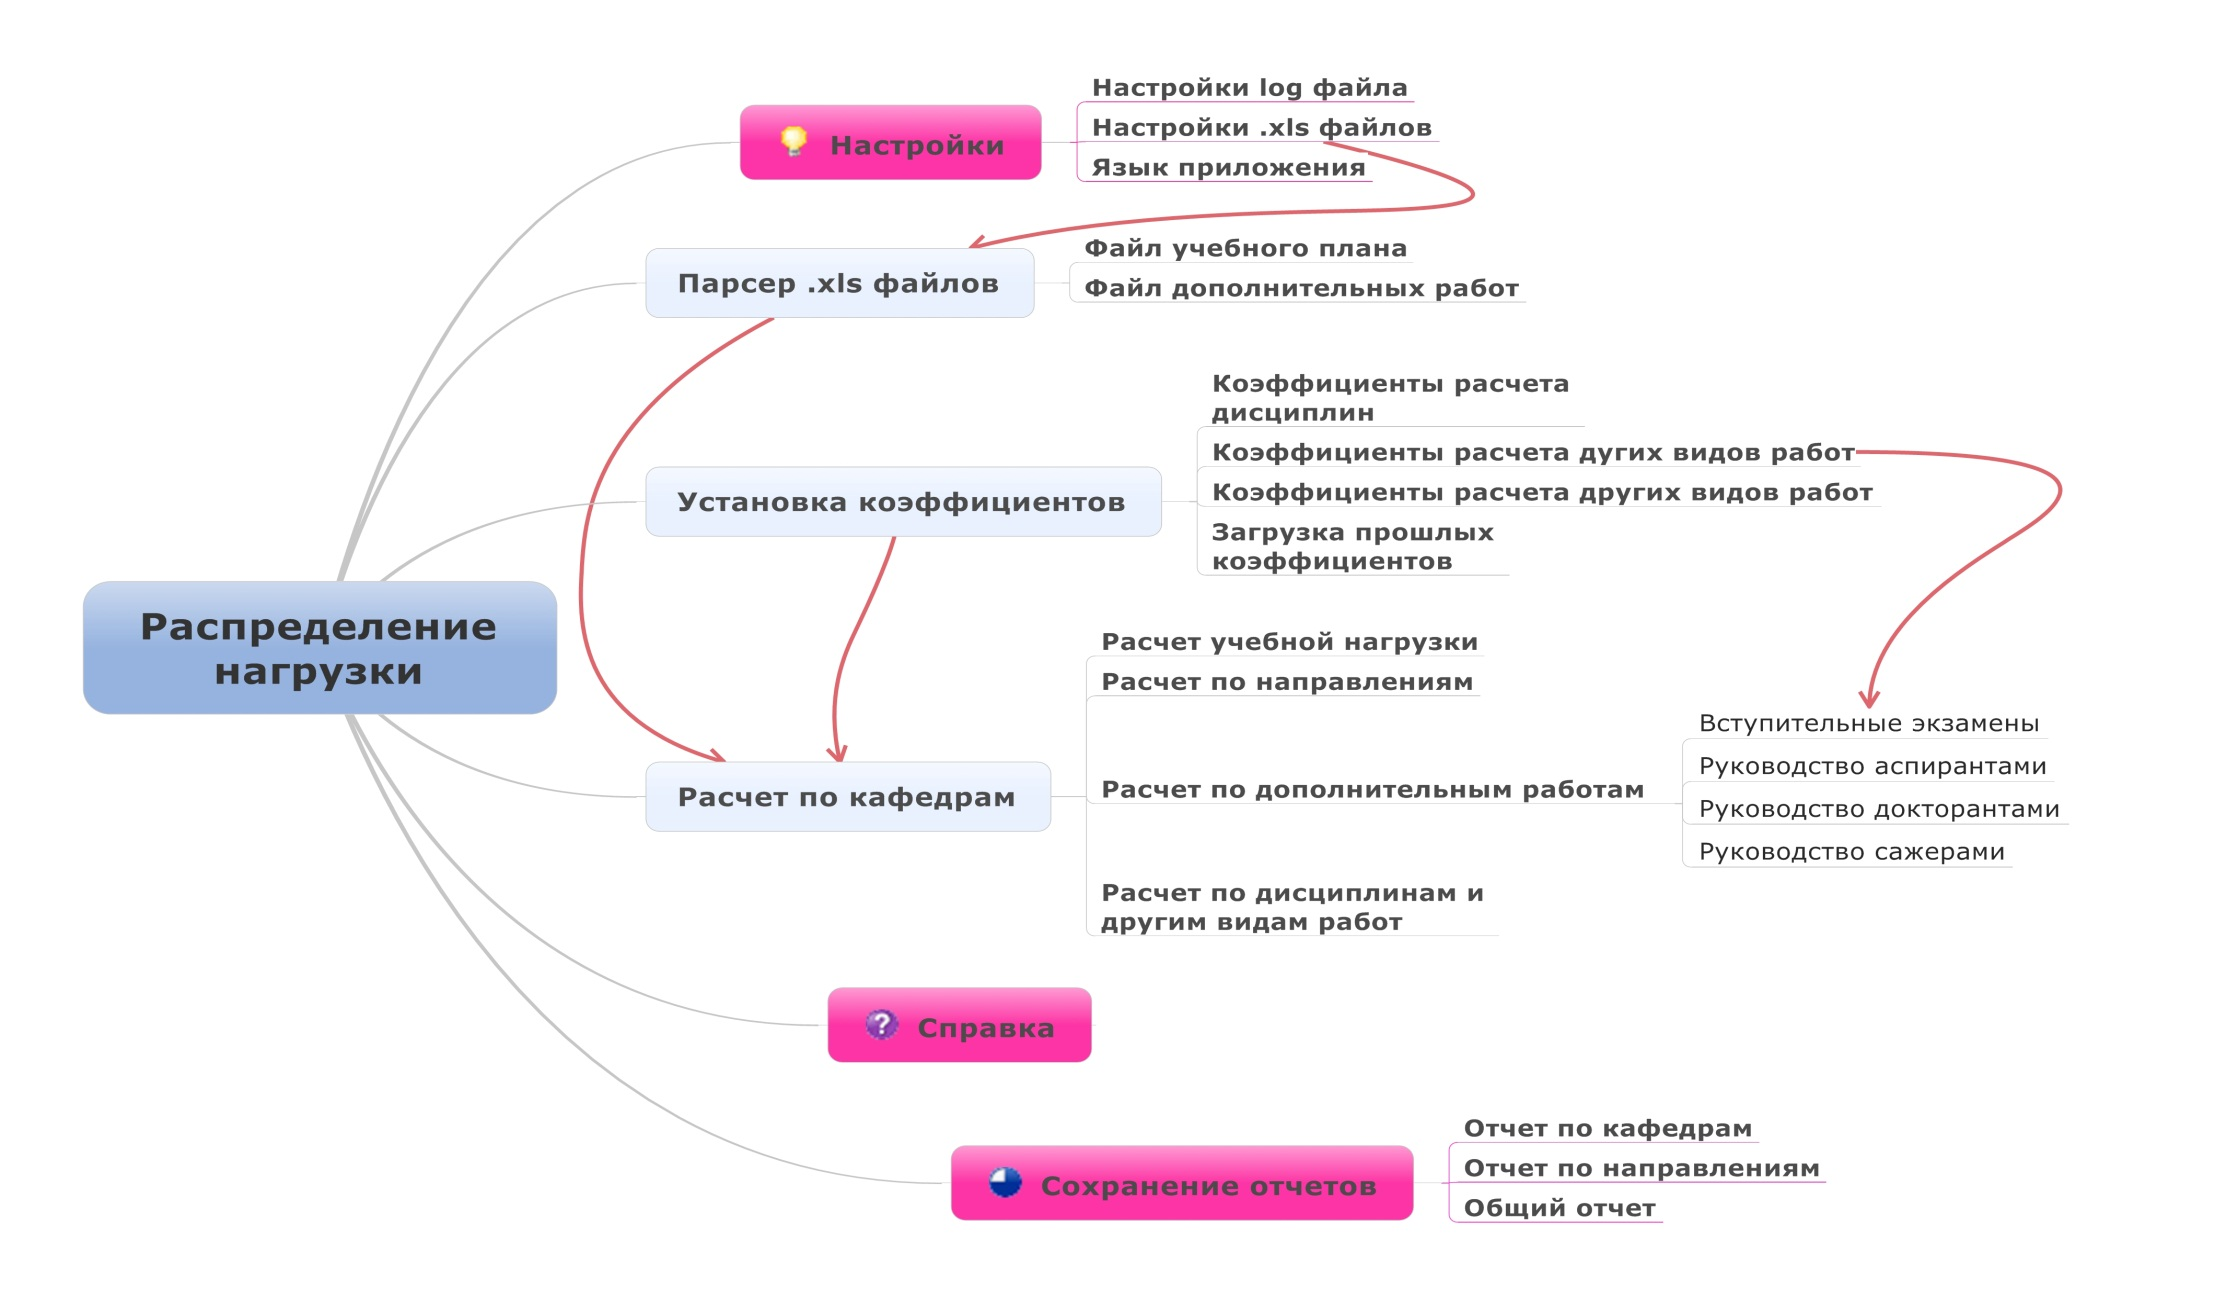 Настройки log файла
Настройки
Настройки .xls файлов
Язык приложения
Парсер .xls файлов
Файл учебного плана
Файл дополнительных работ
Установка коэффициентов
Коэффициенты расчета
дисциплин
Коэффициенты расчета дугих видов работ
Коэффициенты расчета других видов работ
Загрузка прошлых
коэффициентов
Распределение
нагрузки
Расчет по кафедрам
Расчет учебной нагрузки
Расчет по направлениям
Расчет по дополнительным работам
Вступительные экзамены
Руководство аспирантами
Руководство докторантами
Руководство сажерами
Расчет по дисциплинам и
другим видам работ
Справка
Сохранение отчетов
Отчет по кафедрам
Отчет по направлениям
Общий отчет